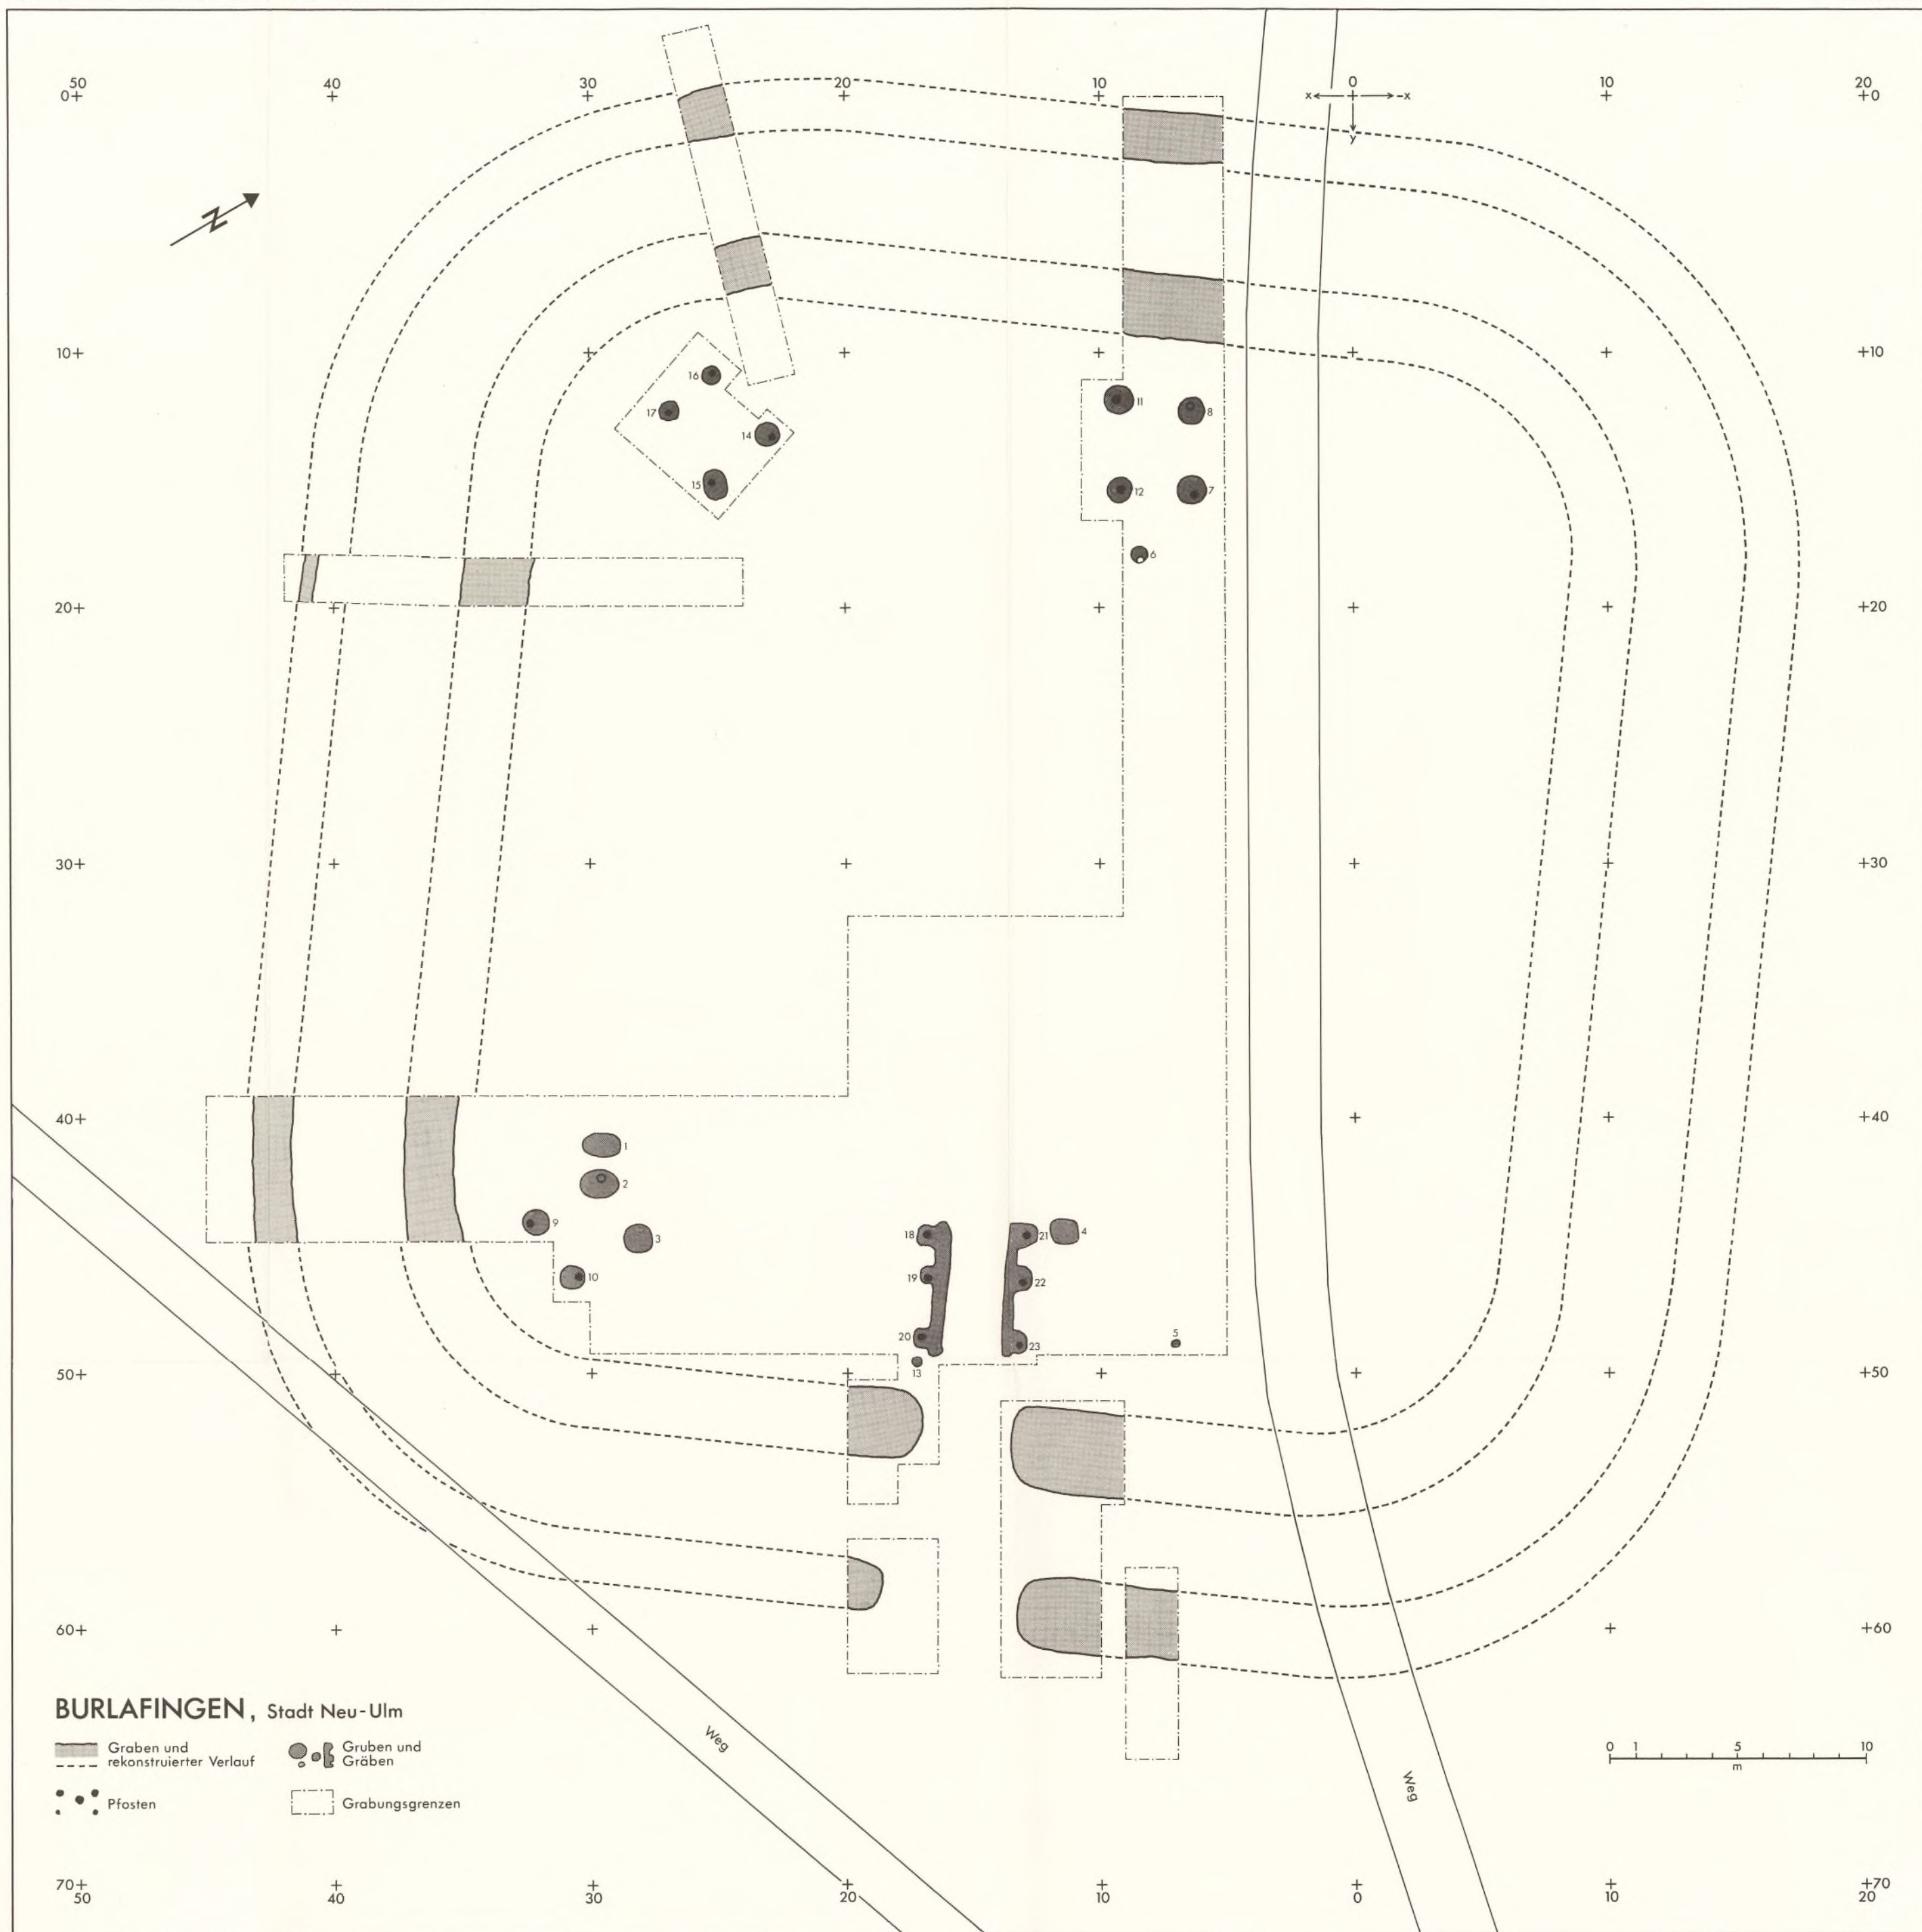 50 40 30 20 10 0 10 20
0+ +0
x -x
y
N
10+ +10
16
17
14
15
11 8
12 7
6
20+ +20
30+ +30
40+ +40
1
2
9
3
10
18 21 4
19 22
20 23 5
13
50+ +50
60+ +60
BURLAFINGEN, Stadt Neu-Ulm
Graben und
rekonstruierter Verlauf
Gruben und
Gräben
Pfosten
Grabungsgrenzen
Weg
Weg
0 1 5 10
m
70+ +70
50 40 30 20 10 0 10 20